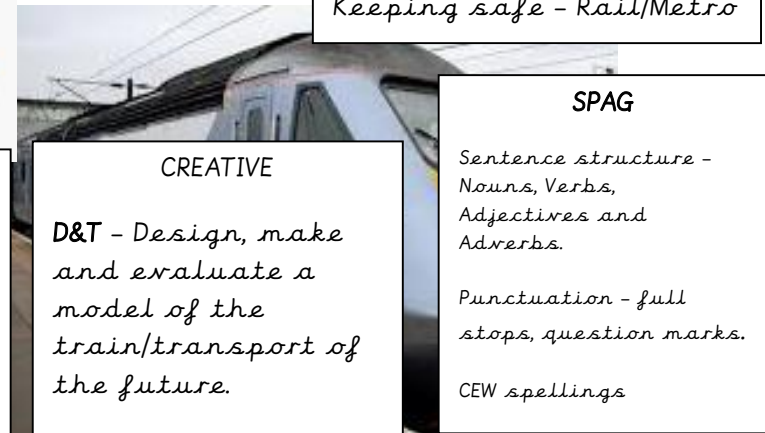 Keeping safe – Rail/Metro
SPAG
Sentence structure –
Nouns, Verbs,
Adjectives and
Adverbs.
Punctuation – full
stops, question marks.
CEW spellings
CREATIVE
D&T – Design, make
and evaluate a
model of the
train/transport of
the future.